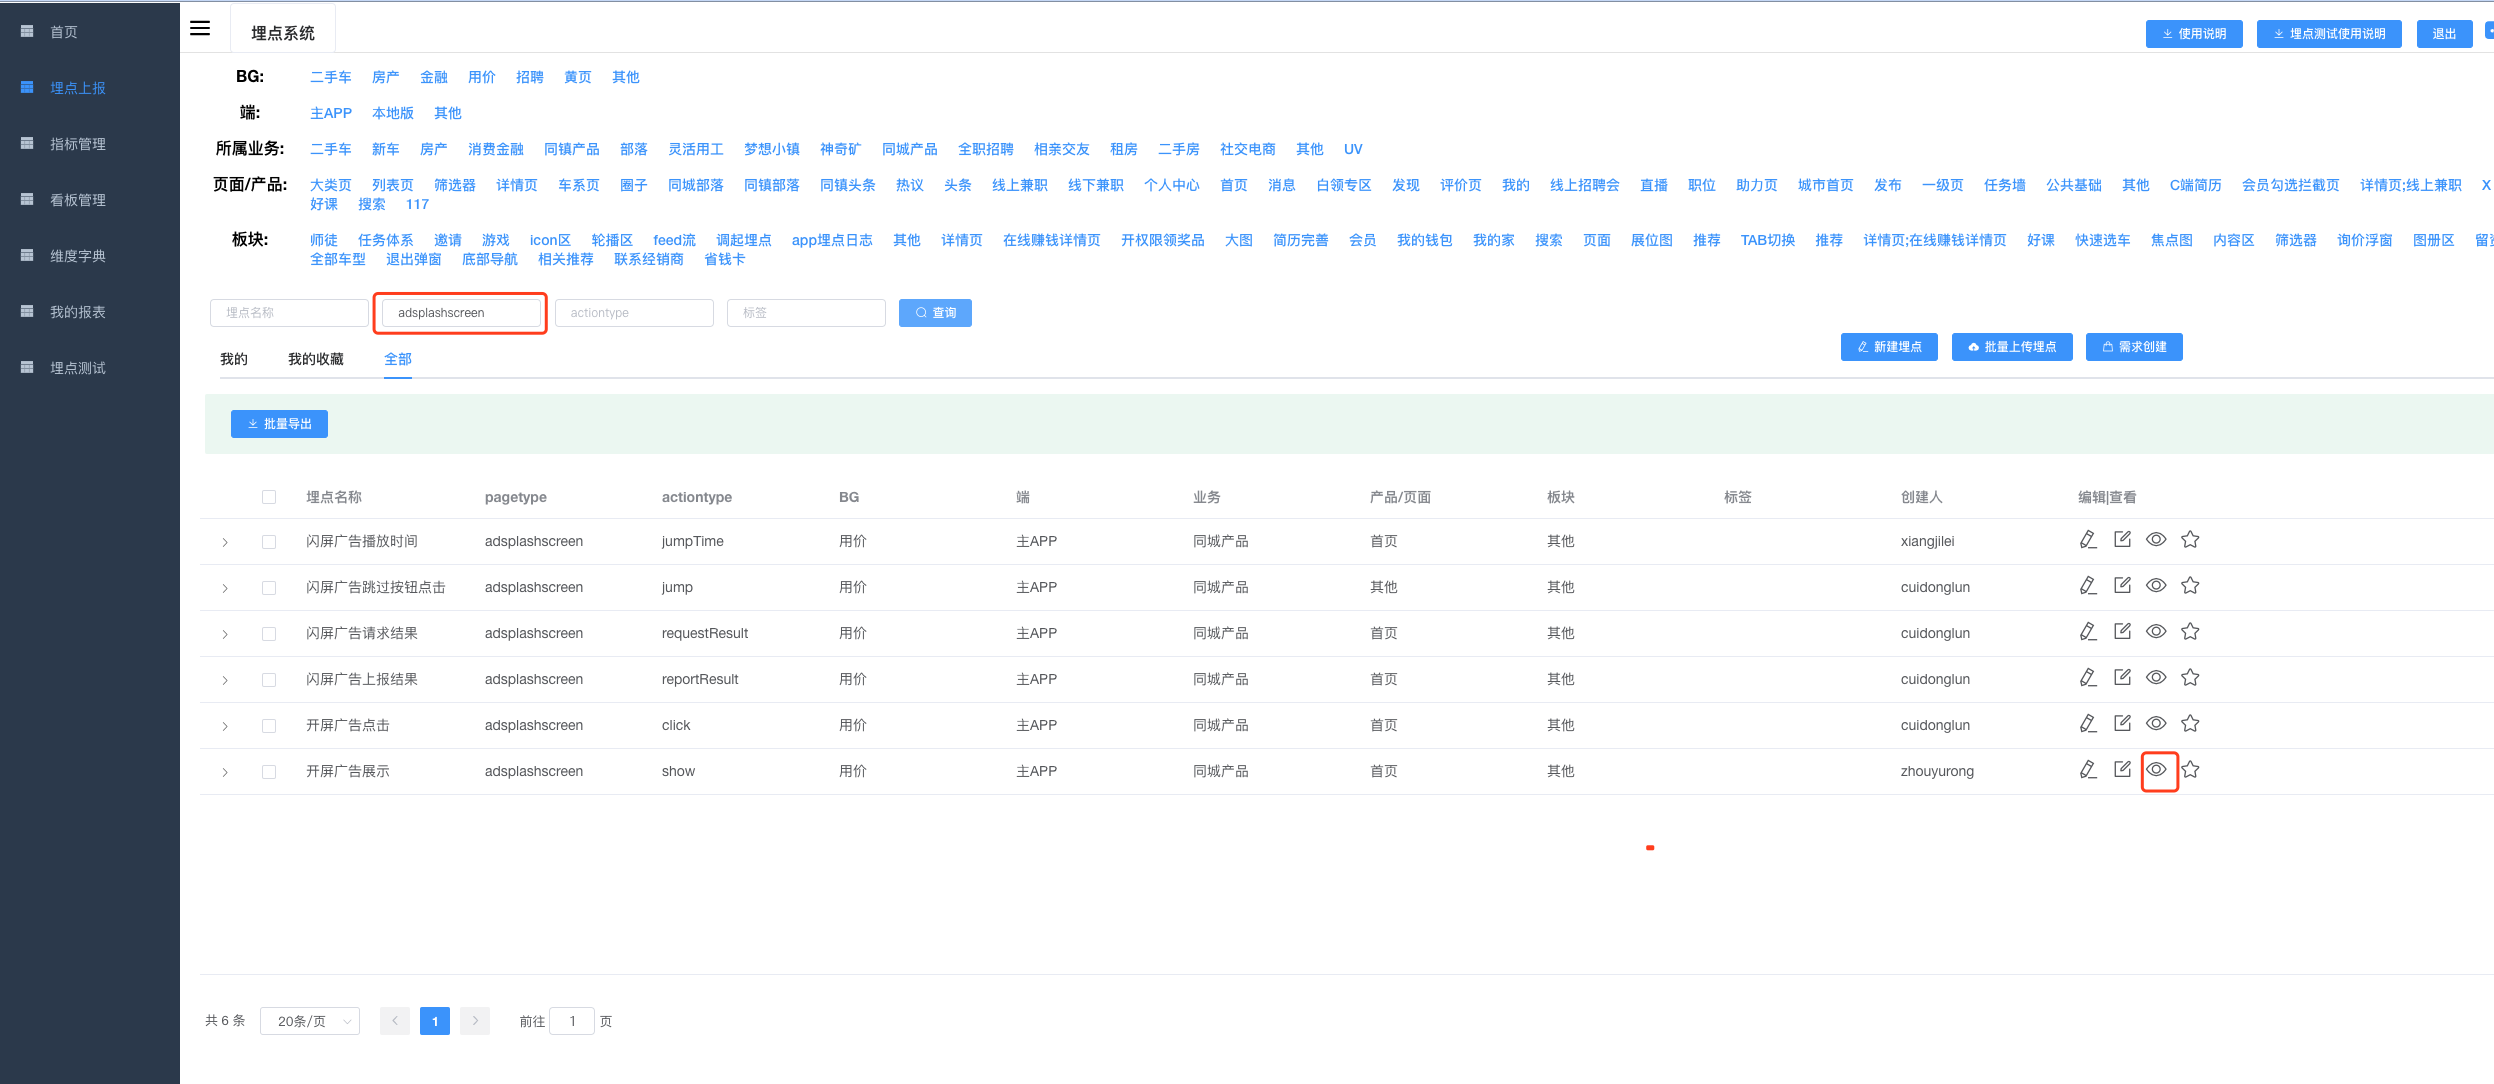 首页
埋点上报
指标管理
看板管理
维度字典
我的报表
埋点测试
埋点系统
使用说明 埋点测试使用说明 退出
BG: 二手车 房产 金融 用价 招聘 黄页 其他
端: 主APP 本地版 其他
所属业务: 二手车 新车 房产 消费金融 同镇产品 部落 灵活用工 梦想小镇 神奇矿 同城产品 全职招聘 相亲交友 租房 二手房 社交电商 其他 UV
页面/产品: 大类页 列表页 筛选器 详情页 车系页 圈子 同城部落 同镇部落 同镇头条 热议 头条 线上兼职 线下兼职 个人中心 首页 消息 白领专区 发现 评价页 我的 线上招聘会 直播 职位 助力页 城市首页 发布 一级页 任务墙 公共基础 其他 C端简历 会员勾选拦截页 详情页;线上兼职 X
好课 搜索 117
板块: 师徒 任务体系 邀请 游戏 icon区 轮播区 feed流 调起埋点 app埋点日志 其他 详情页 在线赚钱详情页 开权限领奖品 大图 简历完善 会员 我的钱包 我的家 搜索 页面 展位图 推荐 TAB切换 推荐 详情页;在线赚钱详情页 好课 快速选车 焦点图 内容区 筛选器 询价浮窗 图册区
全部车型 退出弹窗 底部导航 相关推荐 联系经销商 省钱卡
埋点名称 adsplashscreen actiontype 标签 查询
新建埋点 批量上传埋点 需求创建
我的 我的收藏 全部
批量导出
埋点名称 pagetype actiontype BG 端 业务 产品/页面 板块 标签 创建人 编辑|查看
闪屏广告播放时间 adsplashscreen jumpTime 用价 主APP 同城产品 首页 其他 xiangjilei
闪屏广告跳过按钮点击 adsplashscreen jump 用价 主APP 同城产品 其他 其他 cuidonglun
闪屏广告请求结果 adsplashscreen requestResult 用价 主APP 同城产品 首页 其他 cuidonglun
闪屏广告上报结果 adsplashscreen reportResult 用价 主APP 同城产品 首页 其他 cuidonglun
开屏广告点击 adsplashscreen click 用价 主APP 同城产品 首页 其他 cuidonglun
开屏广告展示 adsplashscreen show 用价 主APP 同城产品 首页 其他 zhouyurong
共 6 条 20条/页 1 前往 1 页